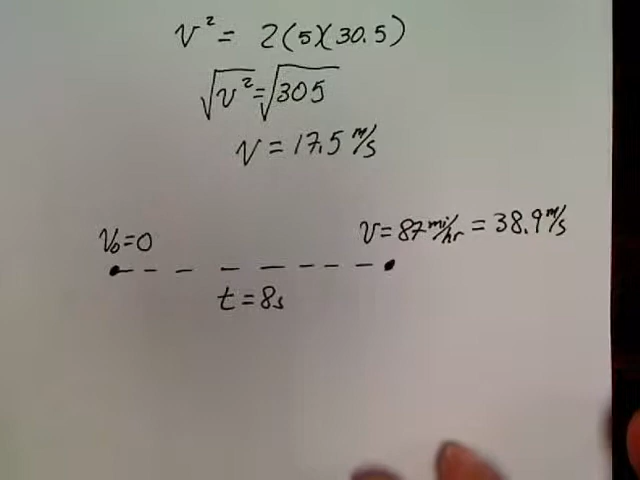 v² = 2(5)(30.5)
√v² = √305
v = 17.5 m/s
v₀=0
v=87 mi/hr = 38.9 m/s
t = 8s